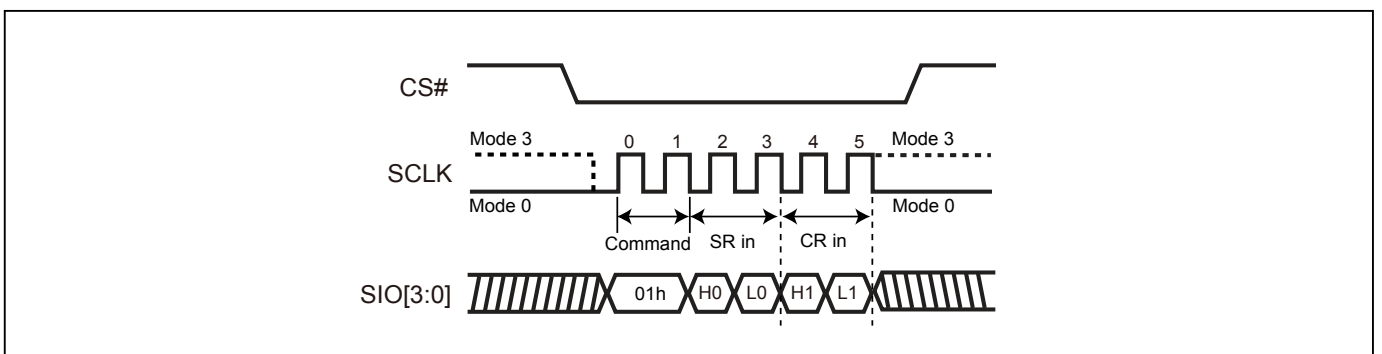 CS#
Mode 3 0 1 2 3 4 5 Mode 3
SCLK
Mode 0 Mode 0
Command SR in CR in
SIO[3:0] 01h H0 L0 H1 L1